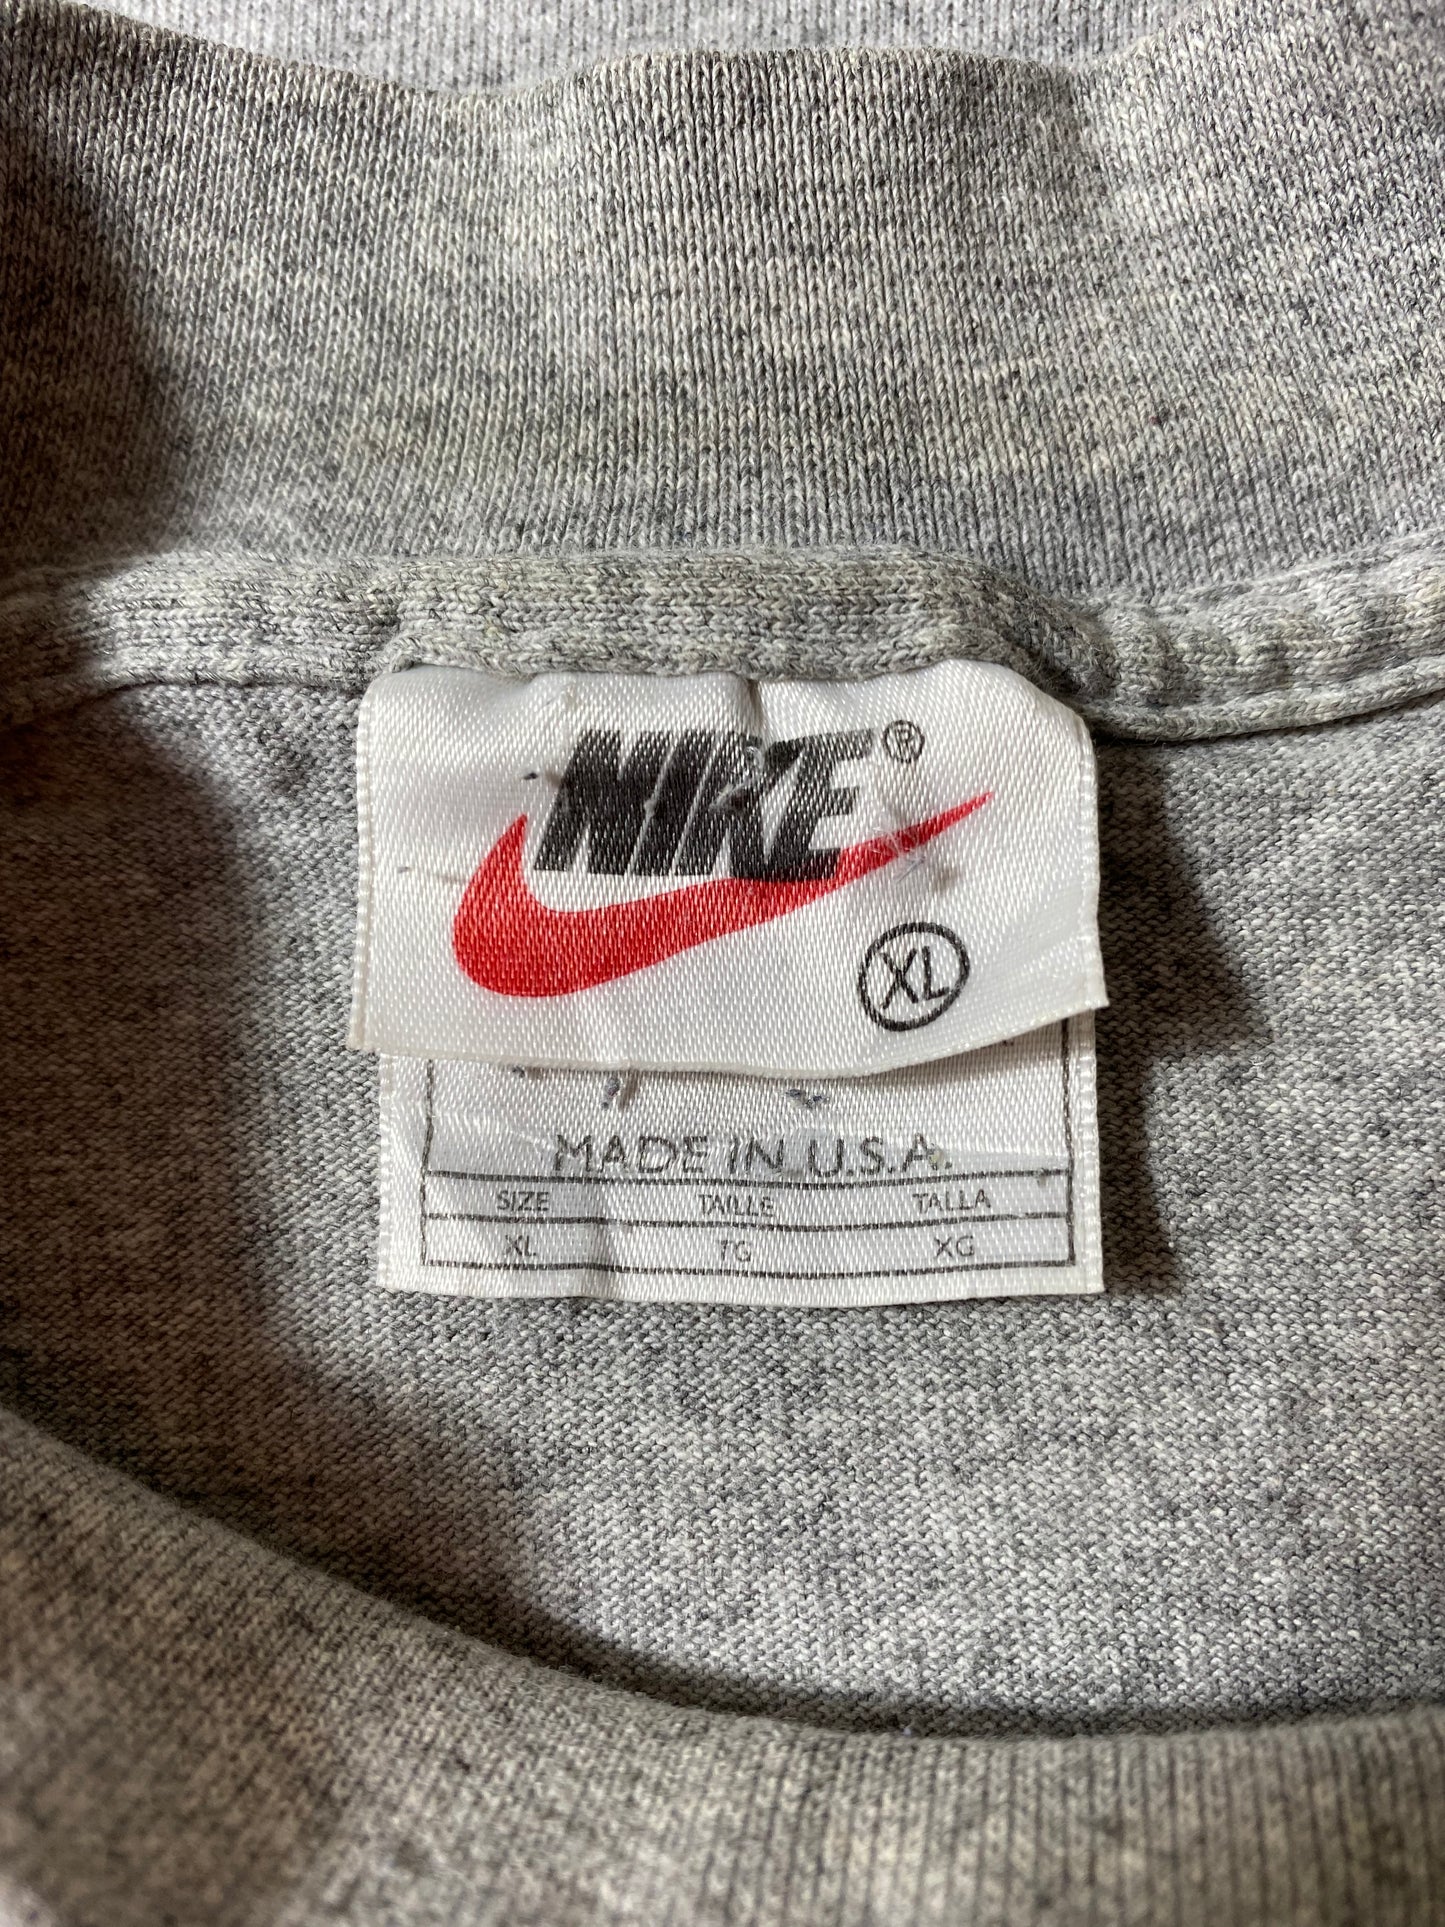 NIKE®
XL
MADE IN U.S.A.
SIZE TAILLE TALLA
XL TG XG